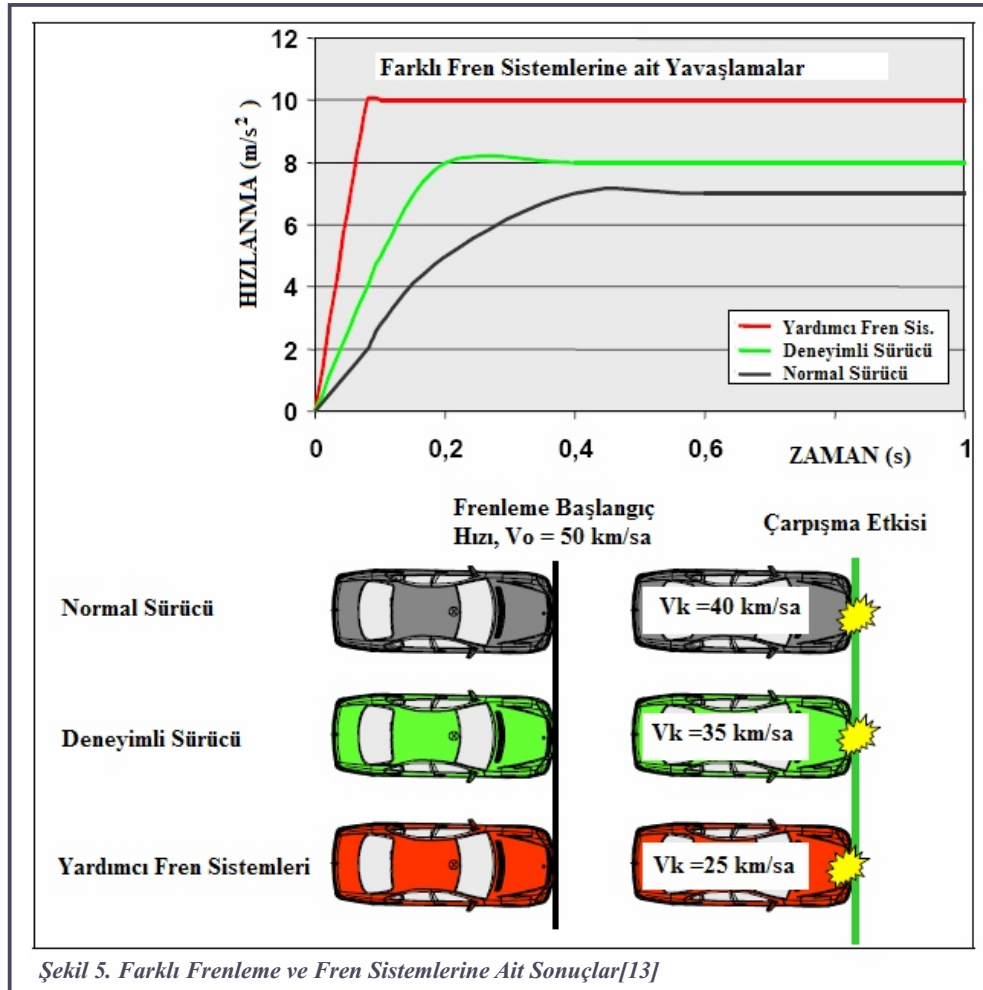 12
Farklı Fren Sistemlerine ait Yavaşlamalar
10
8
6
4
2
0
HIZLANMA (m/s²)
Yardımcı Fren Sis.
Deneyimli Sürücü
Normal Sürücü
0
0,2
0,4
0,6
ZAMAN (s)
1
Frenleme Başlangıç
Hızı, Vo = 50 km/sa
Çarpışma Etkisi
Normal Sürücü
Vk =40 km/sa
Deneyimli Sürücü
Vk =35 km/sa
Yardımcı Fren Sistemleri
Vk =25 km/sa
Şekil 5. Farklı Frenleme ve Fren Sistemlerine Ait Sonuçlar[13]